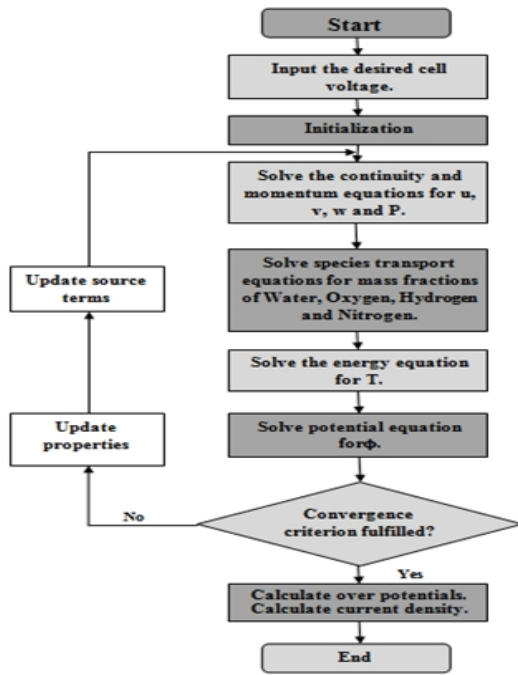 Start
Input the desired cell
voltage.
Initialization
Solve the continuity and
momentum equations for u,
v, w and P.
Solve species transport
equations for mass fractions
of Water, Oxygen, Hydrogen
and Nitrogen.
Update source
terms
Solve the energy equation
for T.
Update
properties
Solve potential equation
forϕ.
No
Convergence
criterion fulfilled?
Yes
Calculate over potentials.
Calculate current density.
End